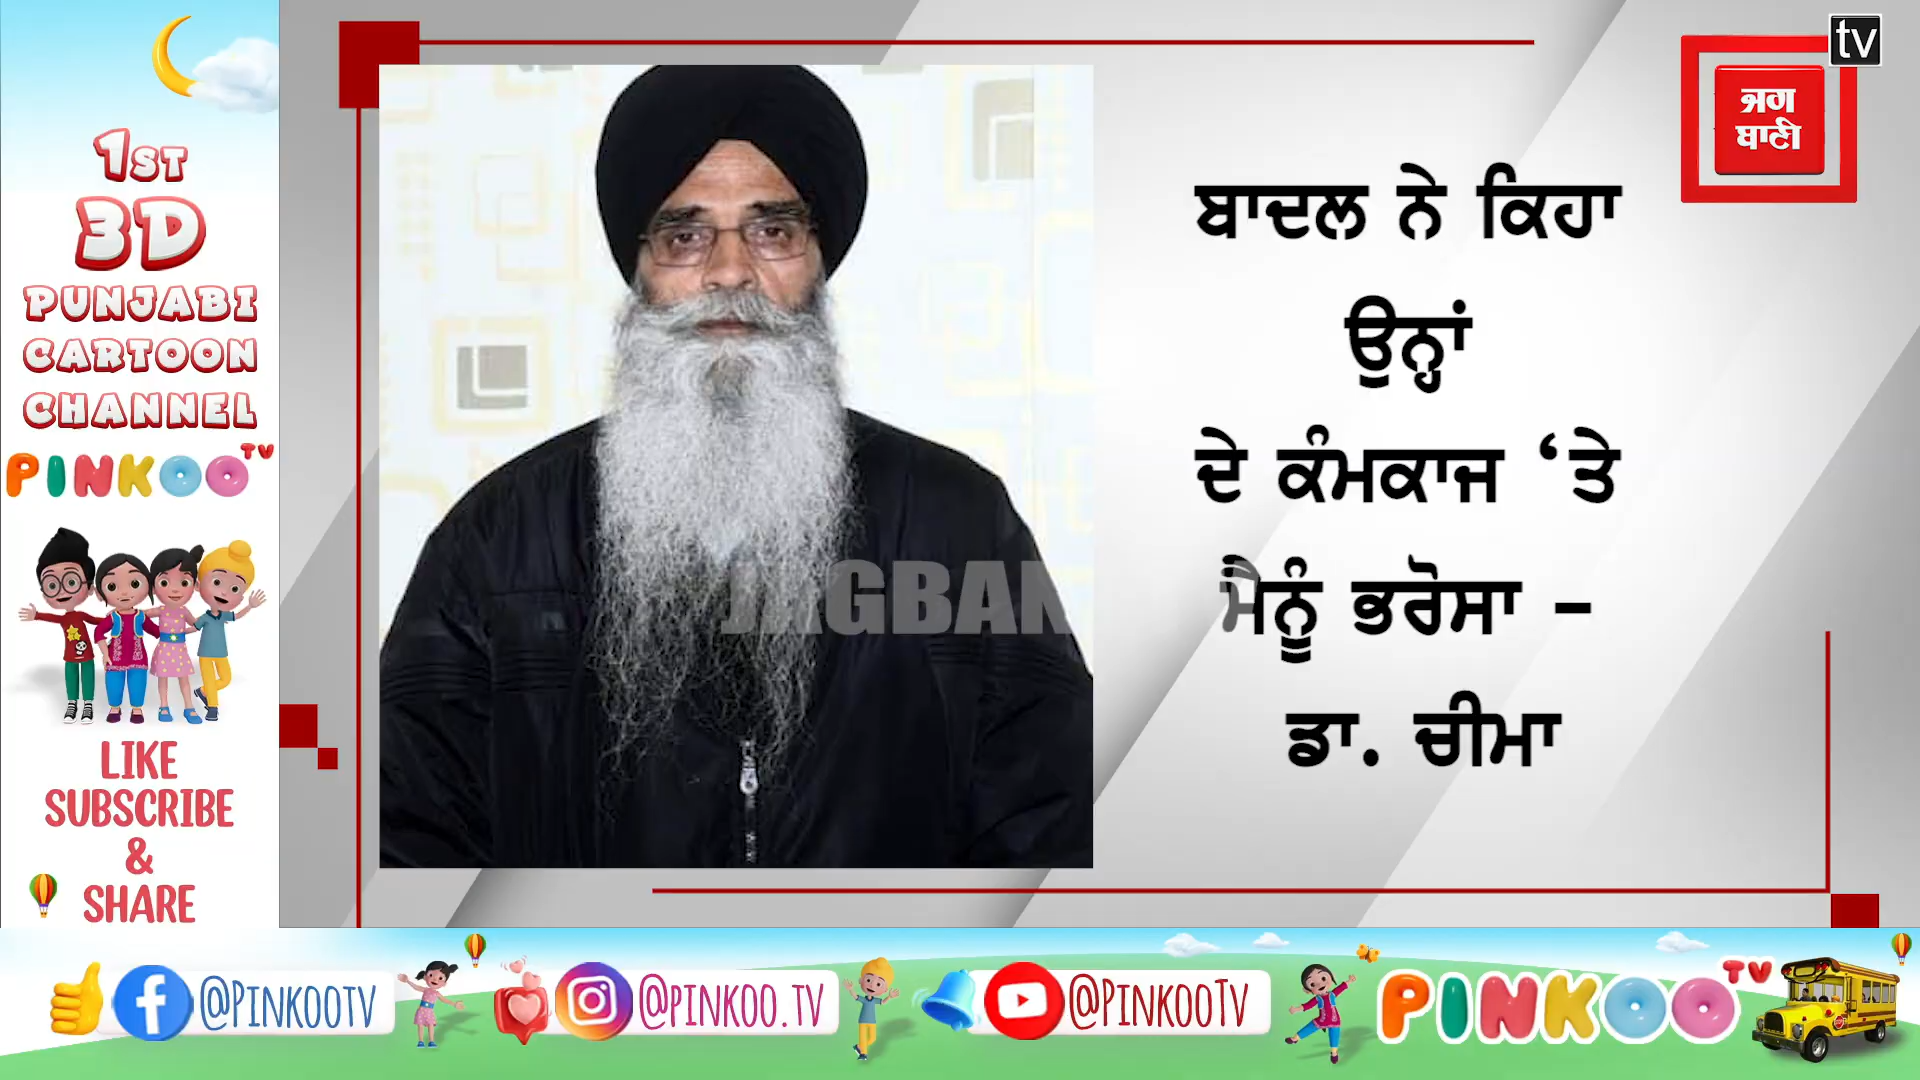 1ST
3D
PUNJABI
CARTOON
CHANNEL
PINKOO TV
LIKE
SUBSCRIBE
&
SHARE
ਬਾਦਲ ਨੇ ਕਿਹਾ
ਉਨ੍ਹਾਂ
ਦੇ ਕੰਮਕਾਜ ‘ਤੇ
ਮੈਨੂੰ ਭਰੋਸਾ –
ਡਾ. ਚੀਮਾ
JAGBAN
tv
ਜਗ
ਬਾਣੀ
@PINKOOTV
@PINKOO.TV
@PINKOOTV
PINKOO TV